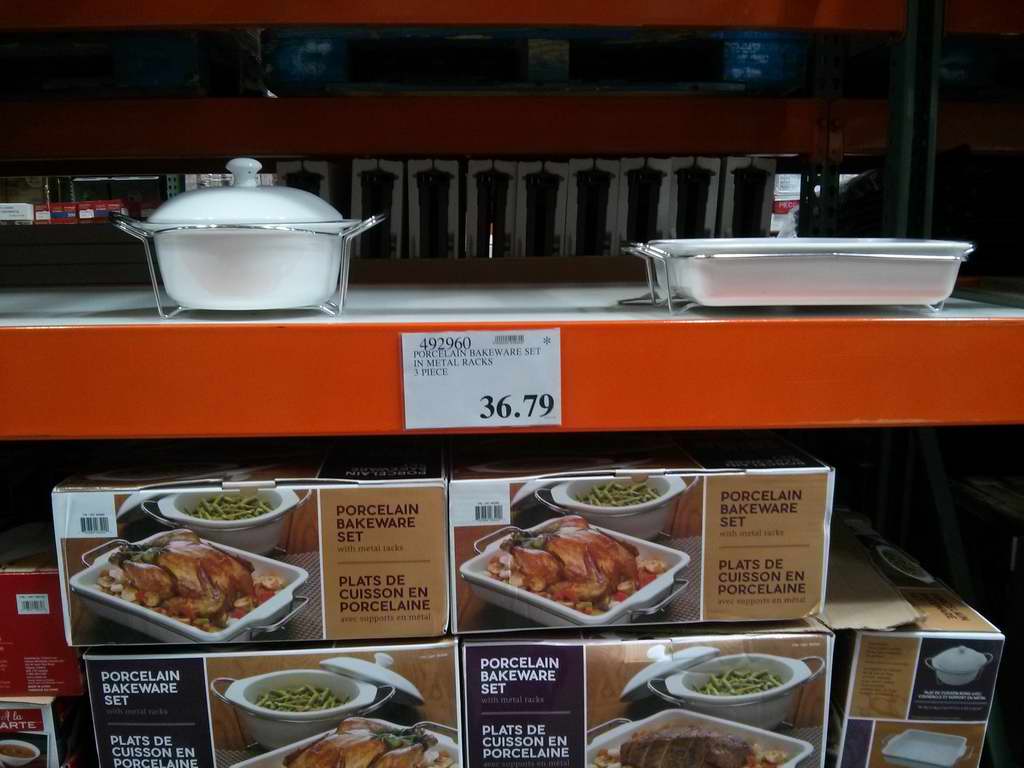 492960
*
PORCELAIN BAKEWARE SET
IN METAL RACKS
3 PIECE
36.79
PORCELAIN
BAKEWARE
SET
with metal racks
PLATS DE
CUISSON EN
PORCELAINE
avec supports en métal
PORCELAIN
BAKEWARE
SET
with metal racks
PLATS DE
CUISSON EN
PORCELAINE
avec supports en métal
PORCELAIN
BAKEWARE
SET
with metal racks
PLATS DE
CUISSON EN
PORCELAINE
PORCELAIN
BAKEWARE
SET
with metal racks
PLATS DE
CUISSON EN
PORCELAINE
avec supports en métal
PORCELAIN
À la
CARTE